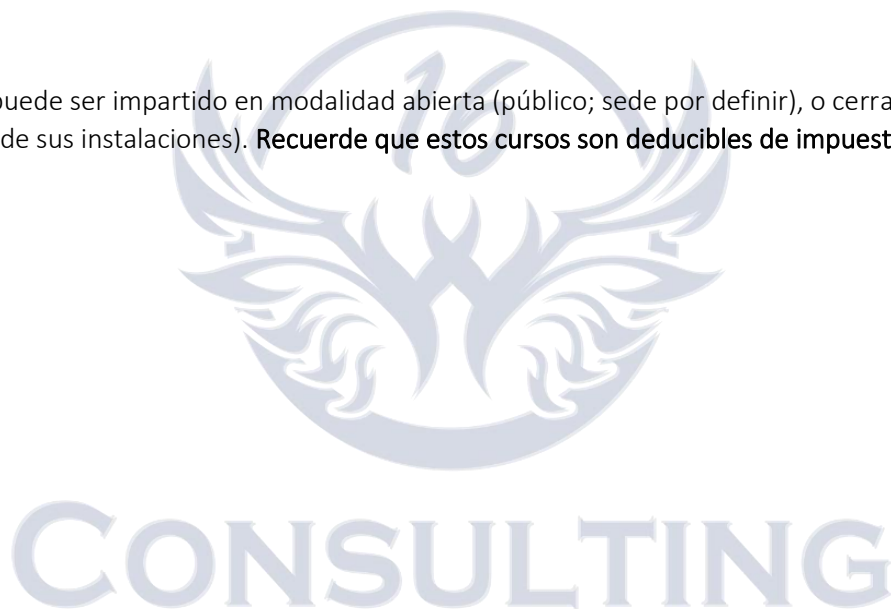 16
puede ser impartido en modalidad abierta (público; sede por definir), o cerra
de sus instalaciones). Recuerde que estos cursos son deducibles de impuest
CONSULTING